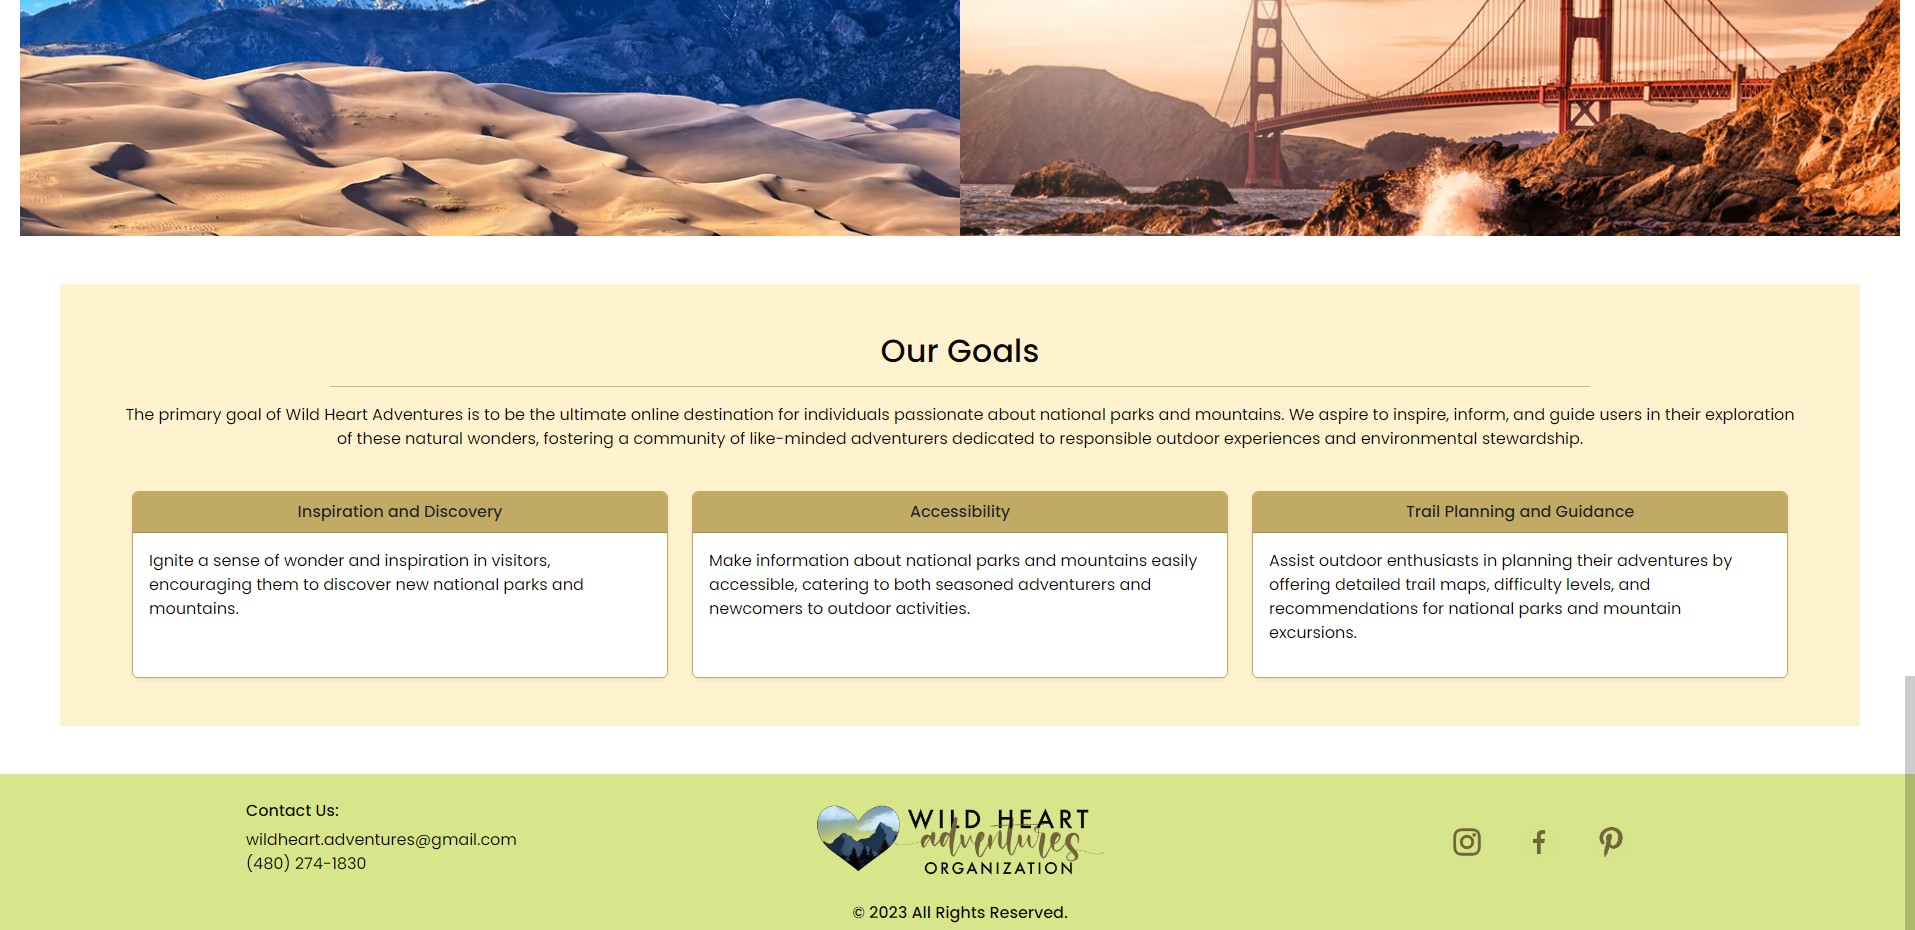 Our Goals
The primary goal of Wild Heart Adventures is to be the ultimate online destination for individuals passionate about national parks and mountains. We aspire to inspire, inform, and guide users in their exploration
of these natural wonders, fostering a community of like-minded adventurers dedicated to responsible outdoor experiences and environmental stewardship.
Inspiration and Discovery
Ignite a sense of wonder and inspiration in visitors,
encouraging them to discover new national parks and
mountains.
Accessibility
Make information about national parks and mountains easily
accessible, catering to both seasoned adventurers and
newcomers to outdoor activities.
Trail Planning and Guidance
Assist outdoor enthusiasts in planning their adventures by
offering detailed trail maps, difficulty levels, and
recommendations for national parks and mountain
excursions.
Contact Us:
wildheart.adventures@gmail.com
(480) 274-1830
WILD HEART
adventures
ORGANIZATION
© 2023 All Rights Reserved.